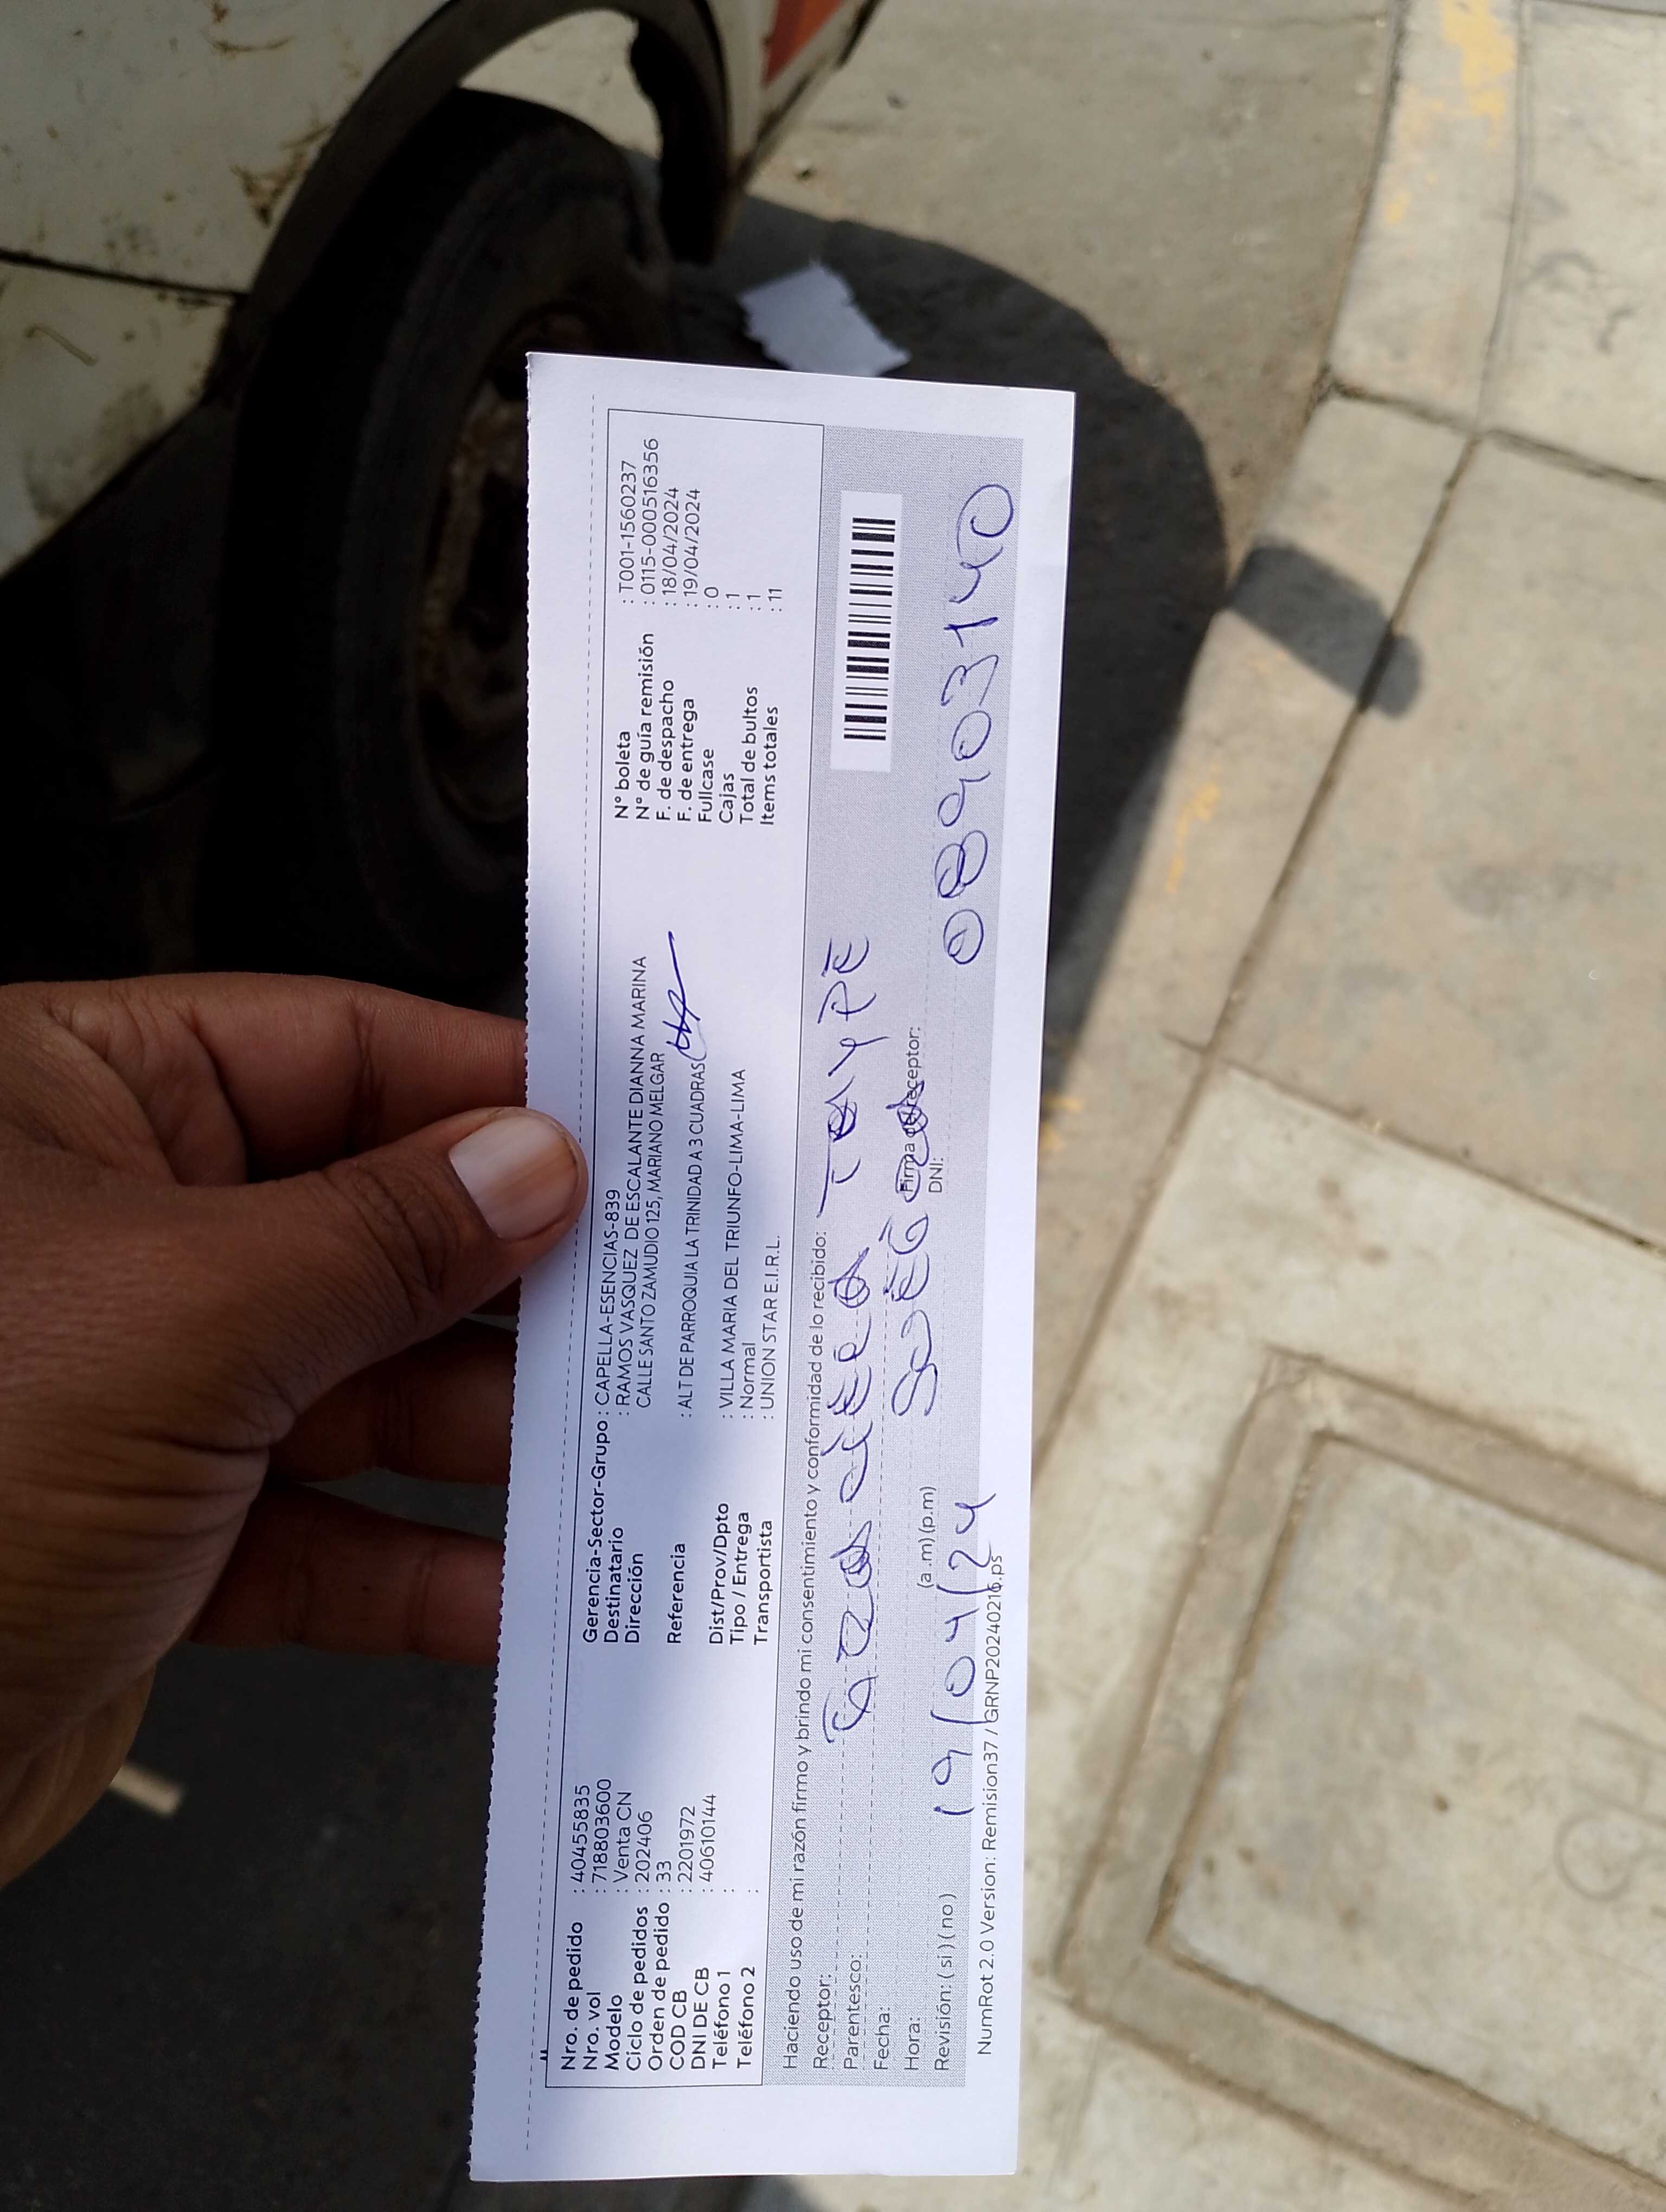 Nro. de pedido : 40455835
Nro. vol : 718803600
Modelo : Venta CN
Ciclo de pedidos : 202406
Orden de pedido : 33
COD CB : 2201972
DNI DE CB : 40610144
Teléfono 1 :
Teléfono 2 :
Gerencia-Sector-Grupo : CAPELLA-ESENCIAS-839
Destinatario : RAMOS VASQUEZ DE ESCALANTE DIANNA MARINA
Dirección CALLE SANTO ZAMUDIO 125, MARIANO MELGAR
Referencia : ALT DE PARROQUIA LA TRINIDAD A 3 CUADRAS
Dist/Prov/Dpto : VILLA MARIA DEL TRIUNFO-LIMA-LIMA
Tipo / Entrega : Normal
Transportista : UNION STAR E.I.R.L.
N° boleta : T001-1560237
N° de guía remisión : 0115-000516356
F. de despacho : 18/04/2024
F. de entrega : 19/04/2024
Fullcase : 0
Cajas : 1
Total de bultos : 1
Items totales : 11
Haciendo uso de mi razón firmo y brindo mi consentimiento y conformidad de lo recibido:
Receptor: TAYPE
Parentesco:
Fecha:
Firma del Receptor:
Hora: (a .m) (p.m)
DNI: 08903140
Revisión: ( si ) ( no ) 19/04/24
NumRot 2.0 Version: Remision37 / GRNP20240216.ps